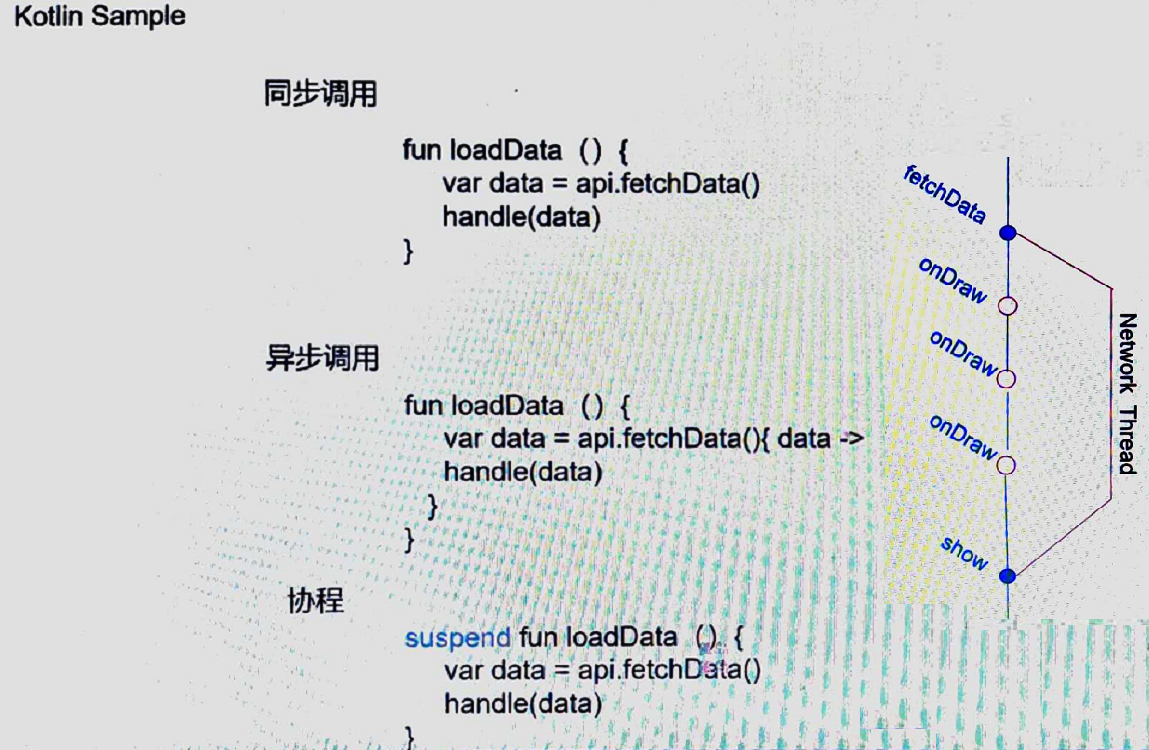 Kotlin Sample
同步调用
fun loadData () {
var data = api.fetchData()
handle(data)
}
异步调用
fun loadData () {
var data = api.fetchData(){ data ->
handle(data)
}
}
协程
suspend fun loadData () {
var data = api.fetchData()
handle(data)
}
fetchData
onDraw
onDraw
onDraw
show
Network Thread